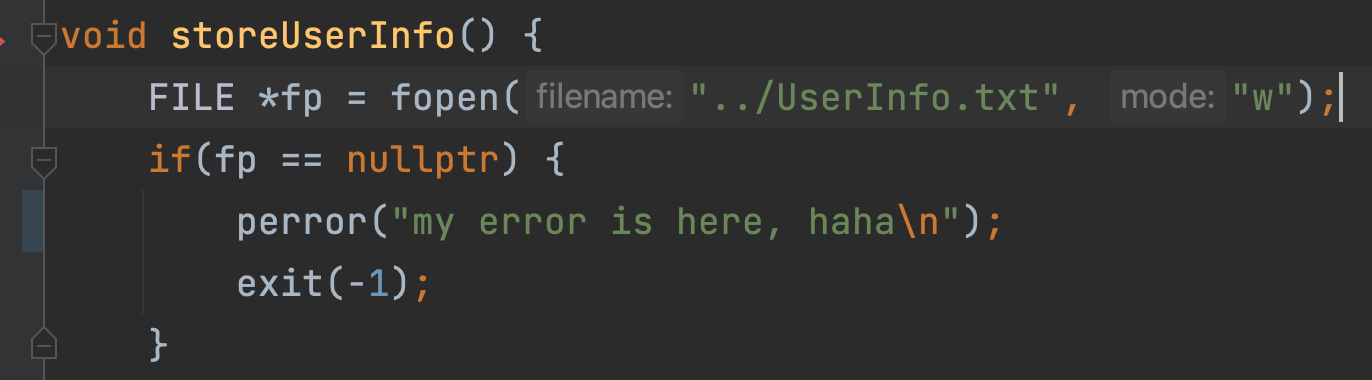 void storeUserInfo() {
FILE *fp = fopen( filename: "../UserInfo.txt", mode: "w");
if(fp == nullptr) {
perror("my error is here, haha\n");
exit(-1);
}